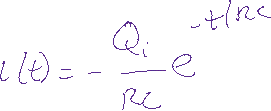 i(t) = - Qi/RC e^-t/RC